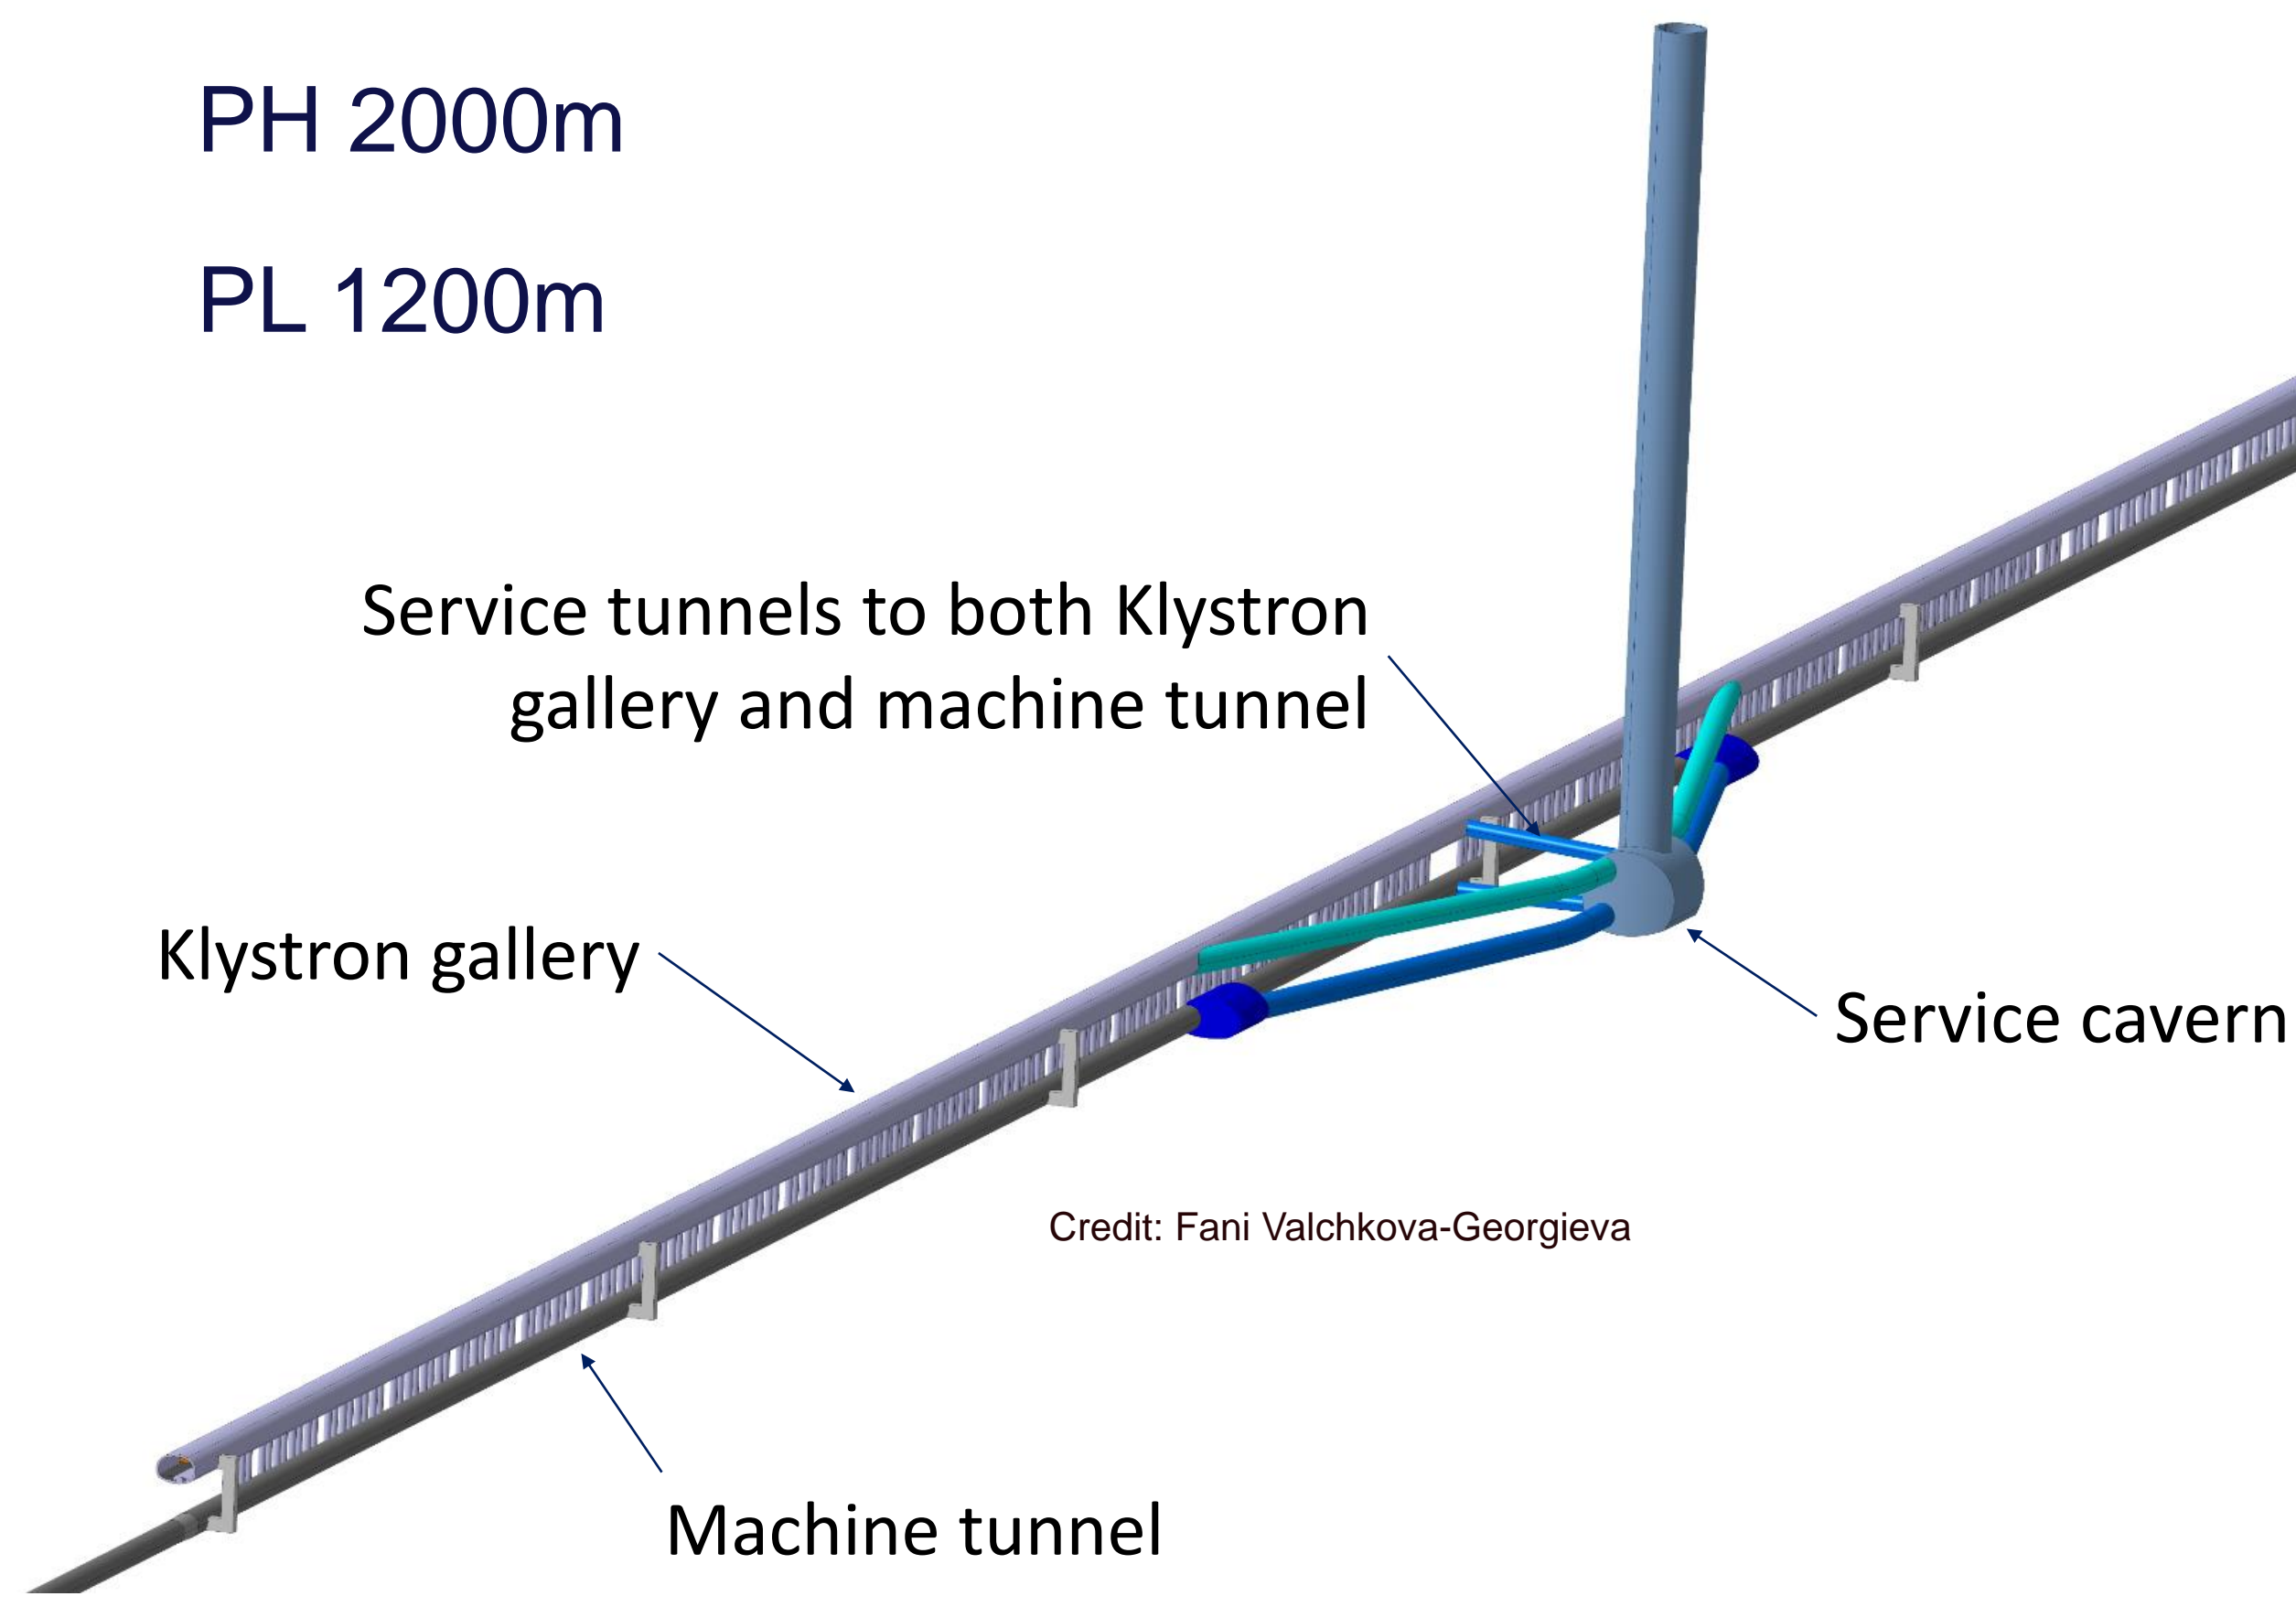 PH 2000m
PL 1200m
Service tunnels to both Klystron
gallery and machine tunnel
Klystron gallery
Service cavern
Credit: Fani Valchkova-Georgieva
Machine tunnel